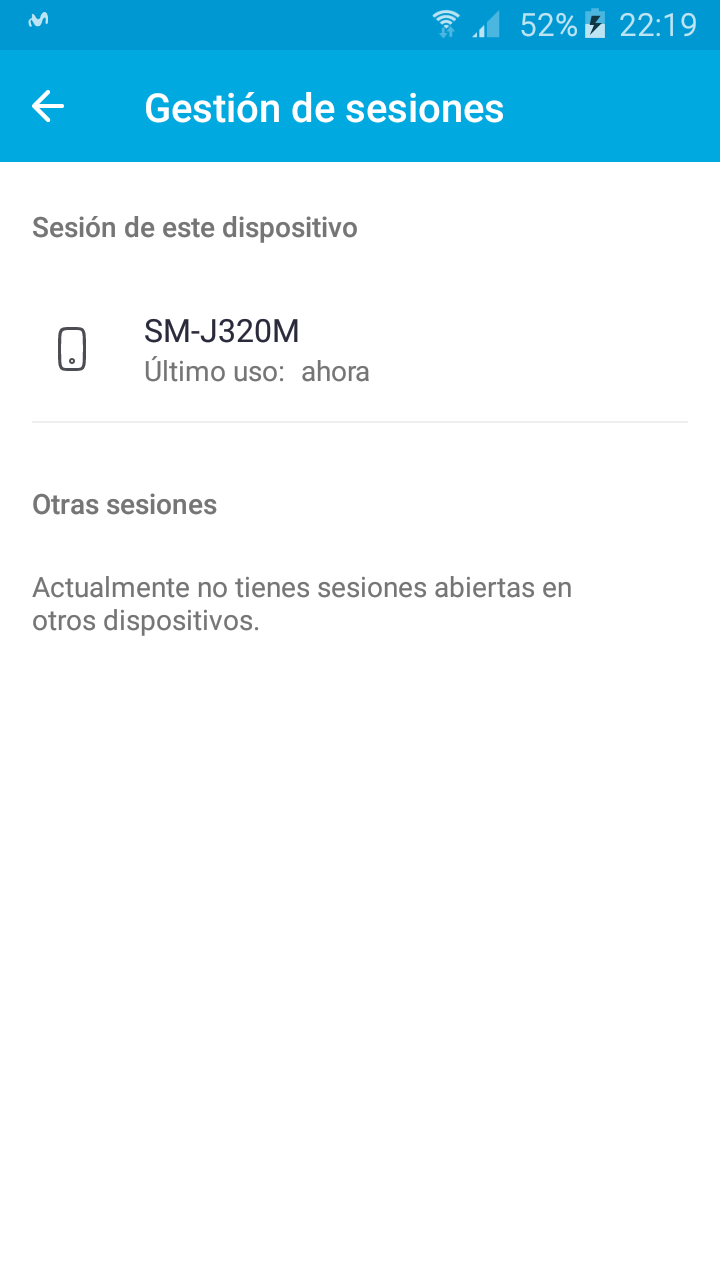 52% 22:19
Gestión de sesiones
Sesión de este dispositivo
SM-J320M
Último uso: ahora
Otras sesiones
Actualmente no tienes sesiones abiertas en
otros dispositivos.